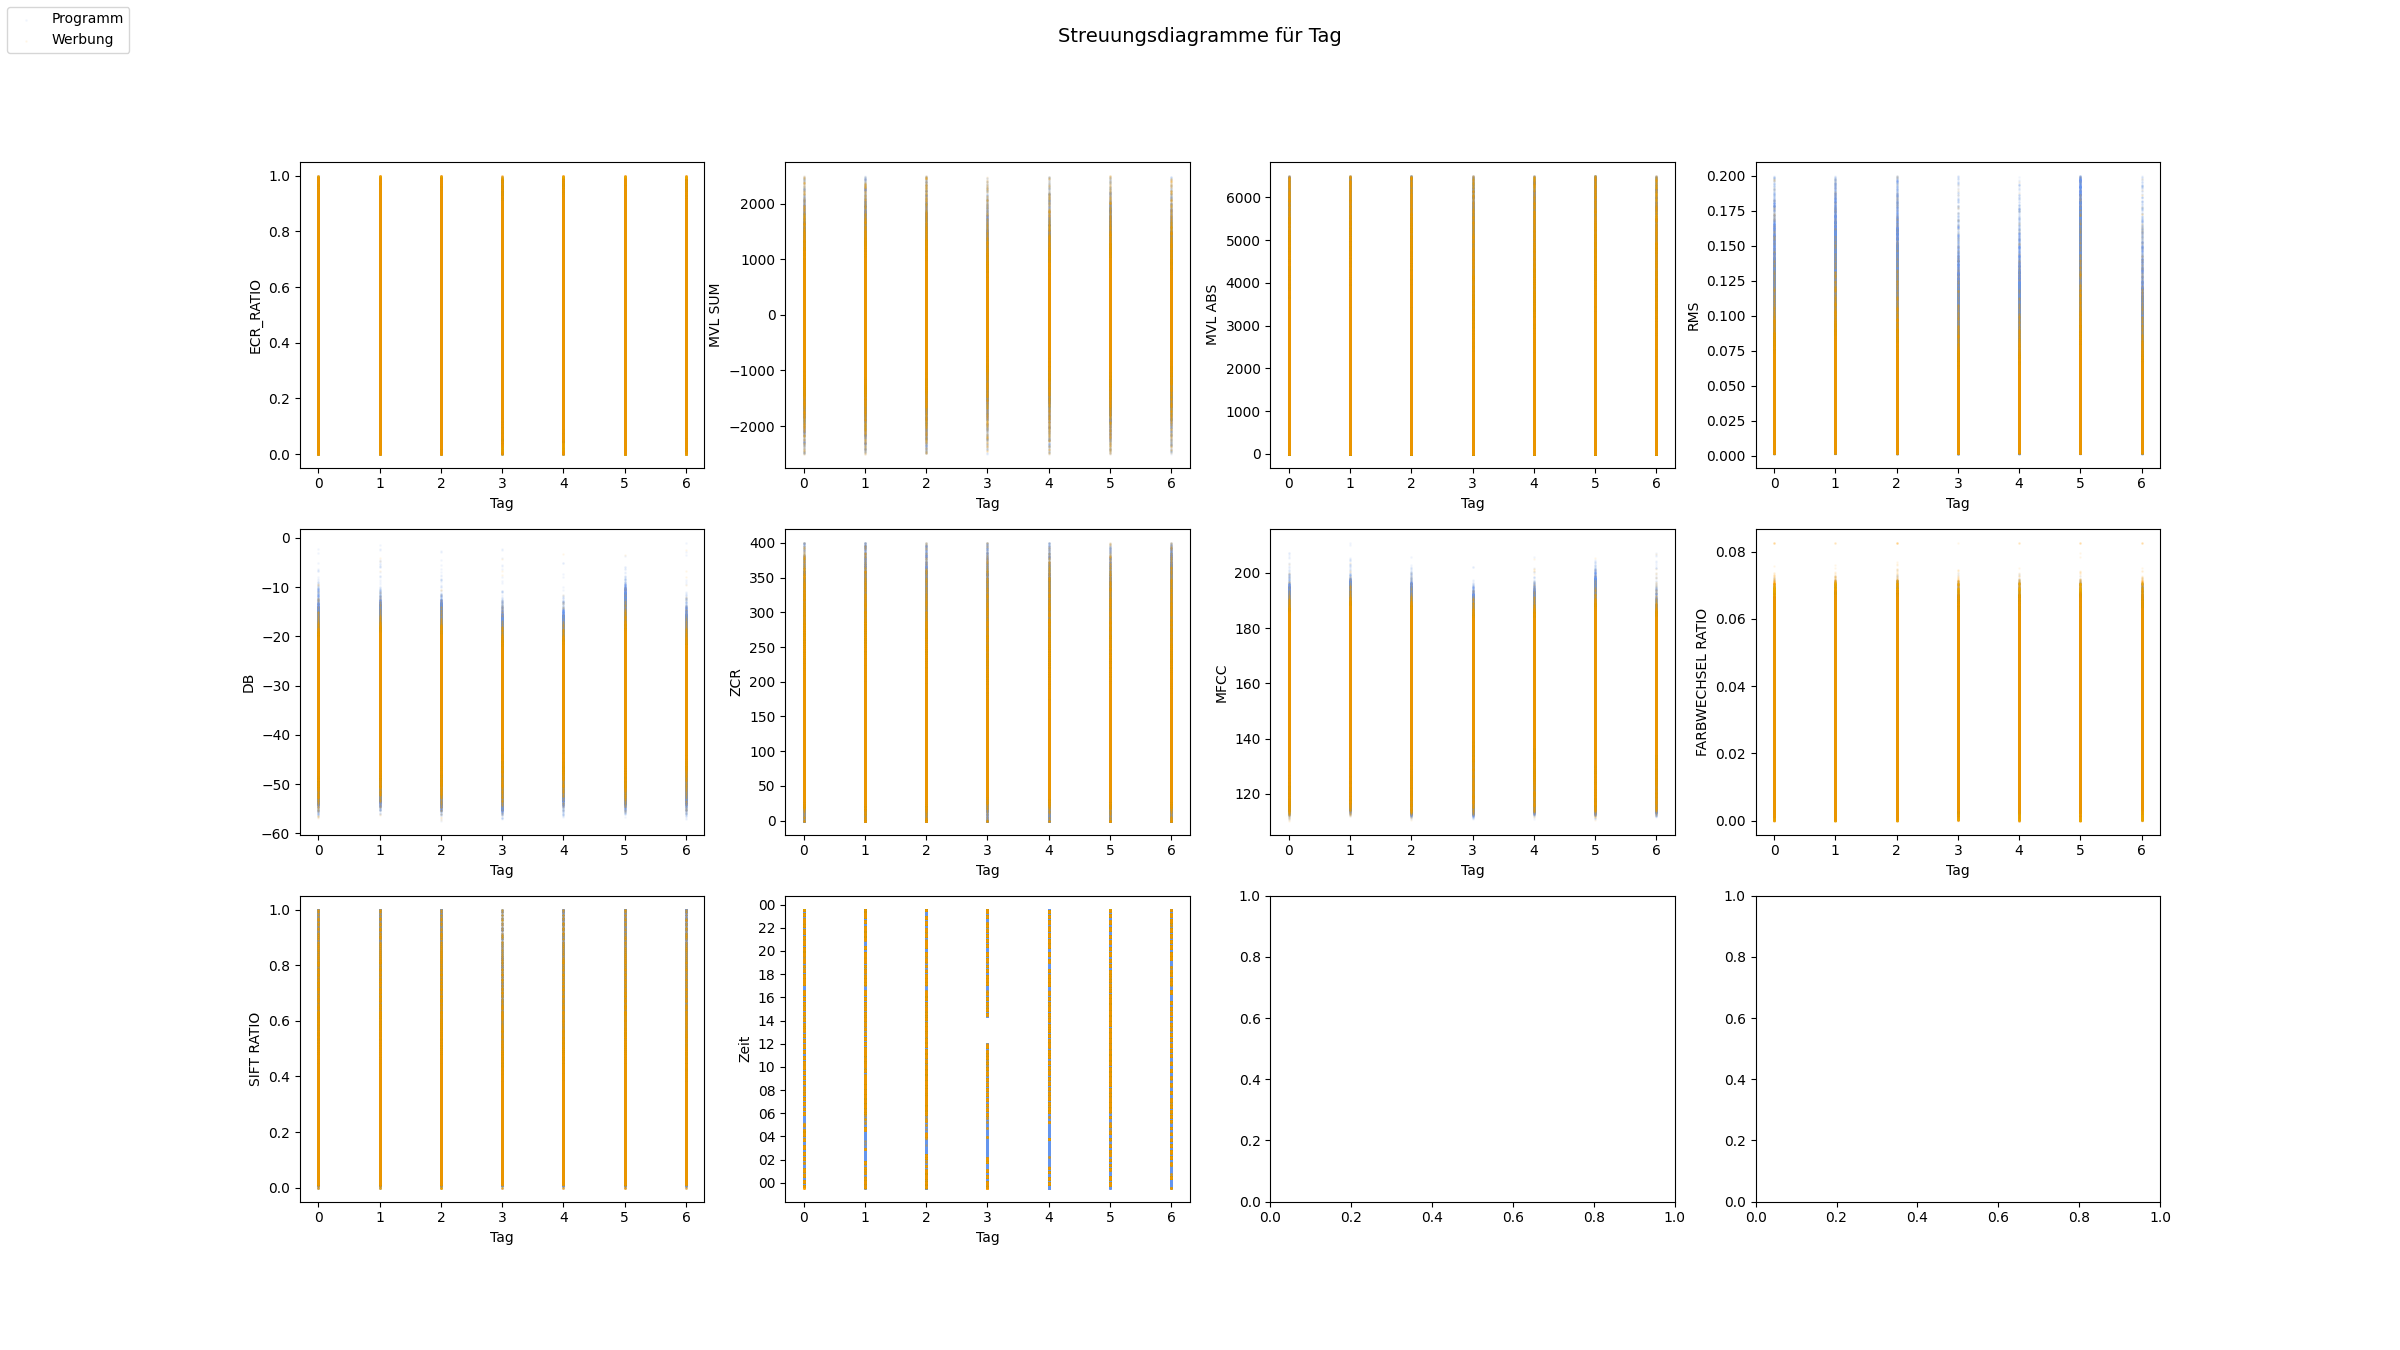 Programm
Werbung
Streuungsdiagramme für Tag
ECR_RATIO
1.0
0.8
0.6
0.4
0.2
0.0
0 1 2 3 4 5 6
Tag
MVL SUM
2000
1000
0
−1000
−2000
0 1 2 3 4 5 6
Tag
MVL ABS
6000
5000
4000
3000
2000
1000
0
0 1 2 3 4 5 6
Tag
RMS
0.200
0.175
0.150
0.125
0.100
0.075
0.050
0.025
0.000
0 1 2 3 4 5 6
Tag
DB
0
−10
−20
−30
−40
−50
−60
0 1 2 3 4 5 6
Tag
ZCR
400
350
300
250
200
150
100
50
0
0 1 2 3 4 5 6
Tag
MFCC
200
180
160
140
120
0 1 2 3 4 5 6
Tag
FARBWECHSEL RATIO
0.08
0.06
0.04
0.02
0.00
0 1 2 3 4 5 6
Tag
SIFT RATIO
1.0
0.8
0.6
0.4
0.2
0.0
0 1 2 3 4 5 6
Tag
Zeit
00
22
20
18
16
14
12
10
08
06
04
02
00
0 1 2 3 4 5 6
Tag
1.0
0.8
0.6
0.4
0.2
0.0
0.0 0.2 0.4 0.6 0.8 1.0
1.0
0.8
0.6
0.4
0.2
0.0
0.0 0.2 0.4 0.6 0.8 1.0